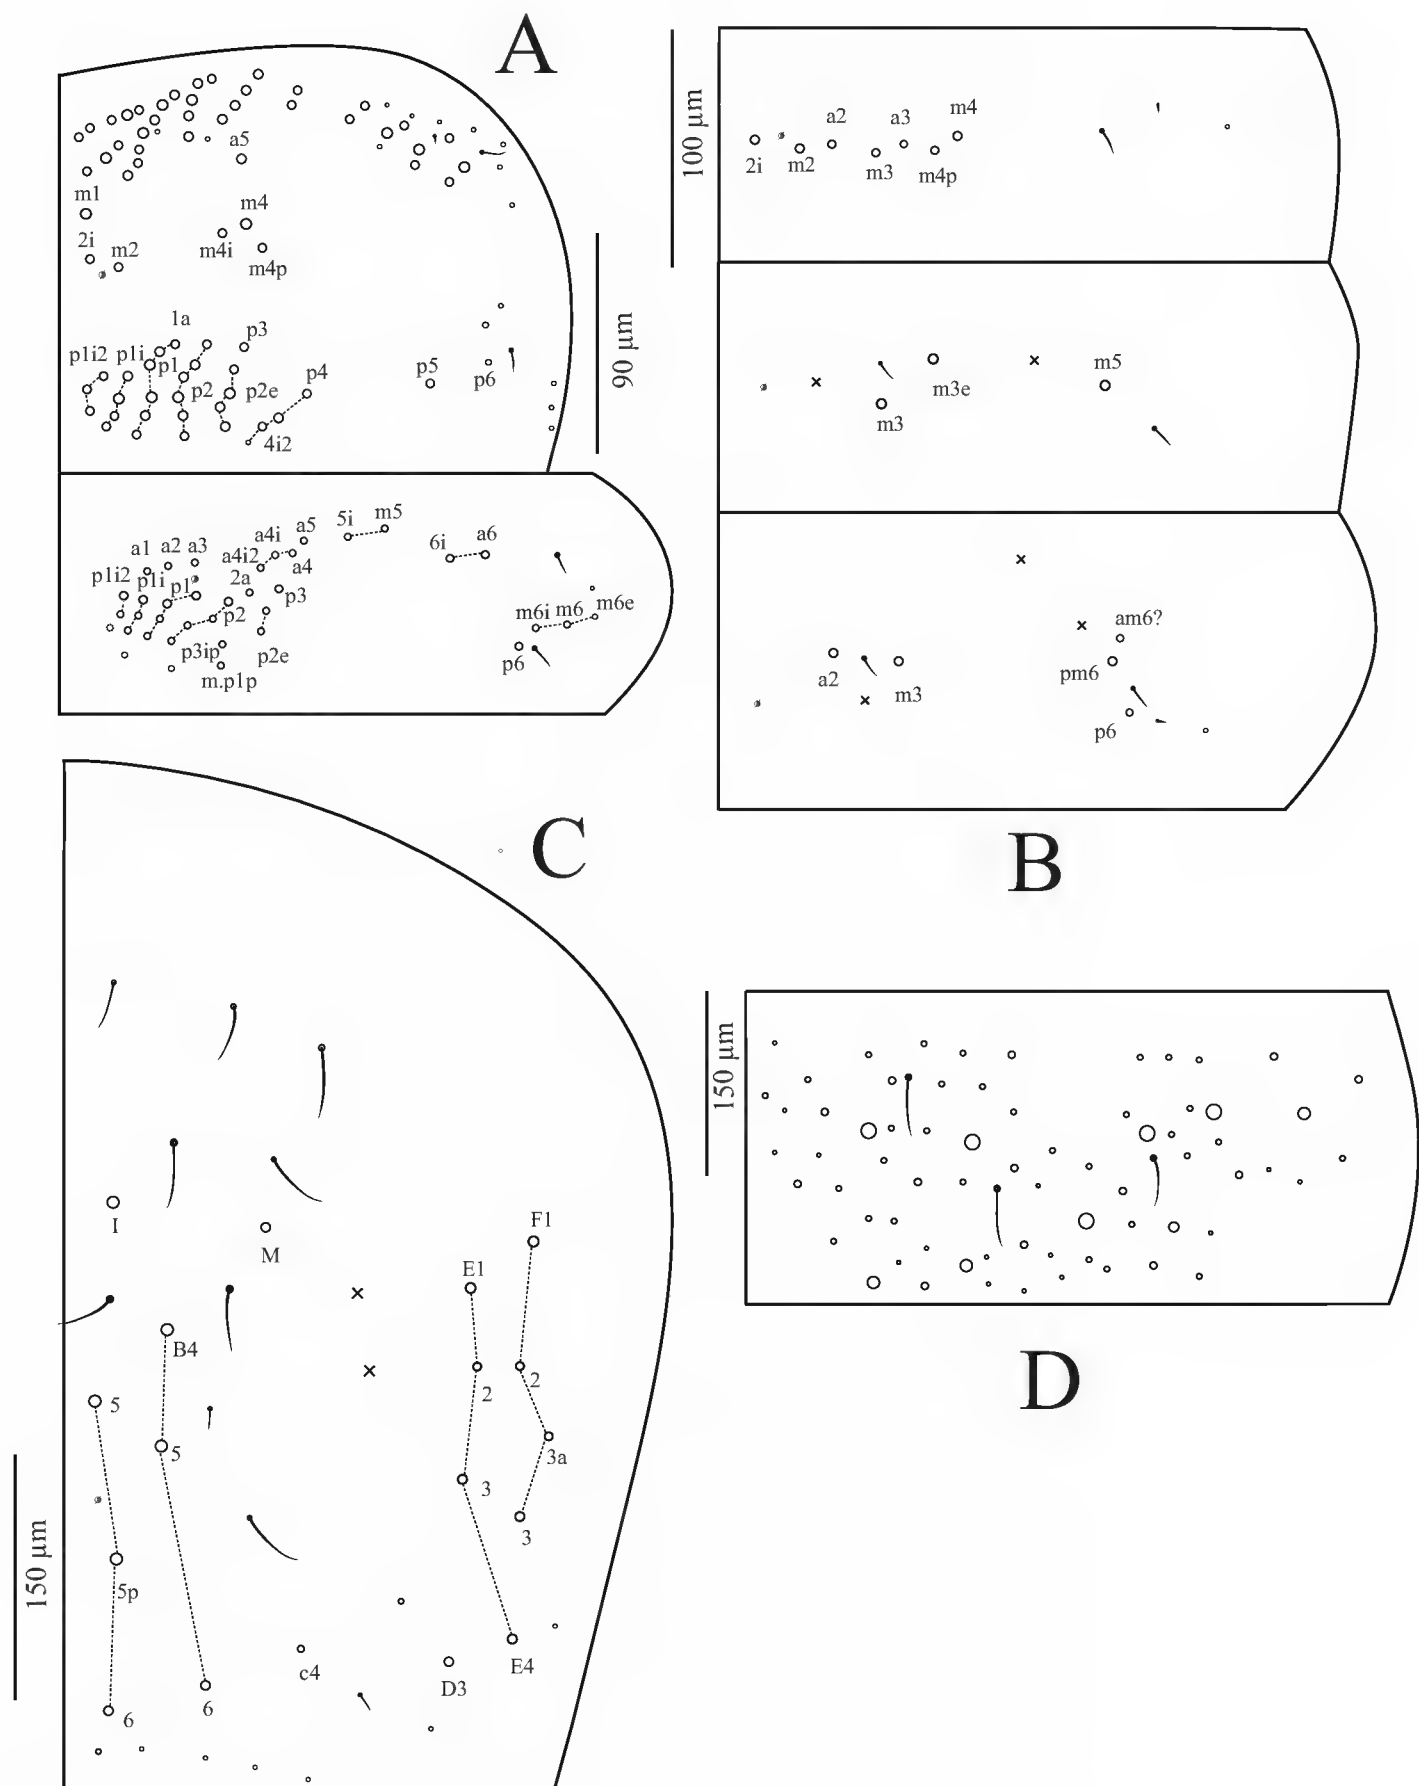 A
a5
m1
m4
2i
m2
m4i
m4p
1a
p3
p1i2
p1i
p1
p2
p2e
p4
p5
p6
4i2
90 µm
a1
a2
a3
a4i2
a4i
a5
5i
m5
6i
a6
p1i2
p1i
p1
2a
a4
p3
p2
m6i
m6
m6e
p3ip
p2e
p6
m.p1p
100 µm
2i
m2
a2
m3
a3
m4p
m4
m3
m3e
m5
a2
m3
am6?
pm6
p6
B
C
I
M
E1
F1
B4
5
5
2
2
3a
3
3
5p
c4
D3
E4
6
6
150 µm
150 µm
D